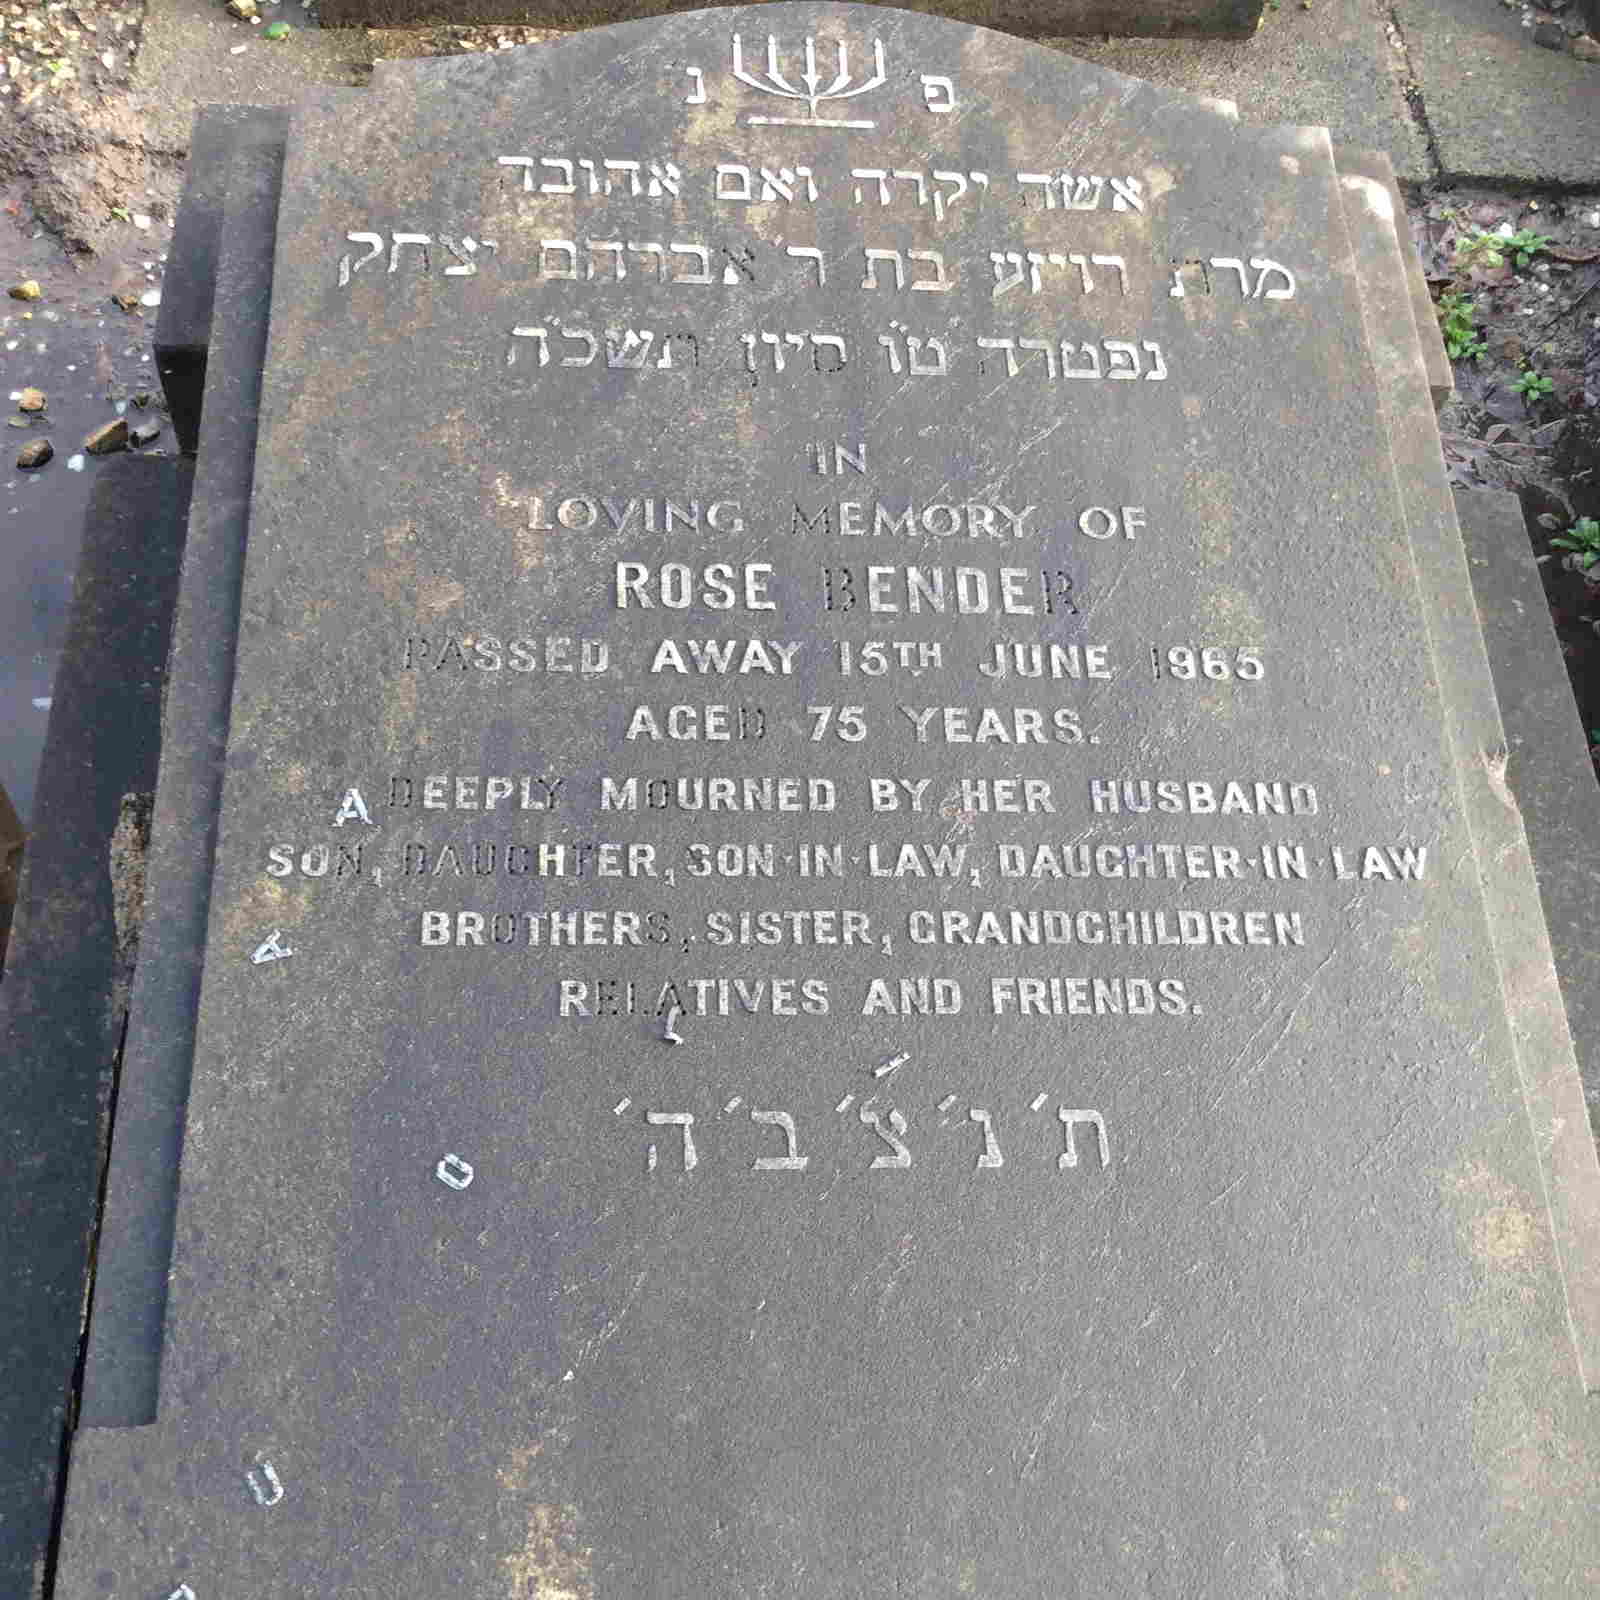 פ נ
אשה יקרה ואם אהובה
מרת רויזע בת ר' אברהם יצחק
נפטרה ט"ו סיון תשכ"ה
IN
LOVING MEMORY OF
ROSE BENDER
PASSED AWAY 15TH JUNE 1965
AGED 75 YEARS.
DEEPLY MOURNED BY HER HUSBAND
SON, DAUGHTER, SON-IN-LAW, DAUGHTER-IN-LAW
BROTHERS, SISTER, GRANDCHILDREN
RELATIVES AND FRIENDS.
ת'נ'צ'ב'ה'